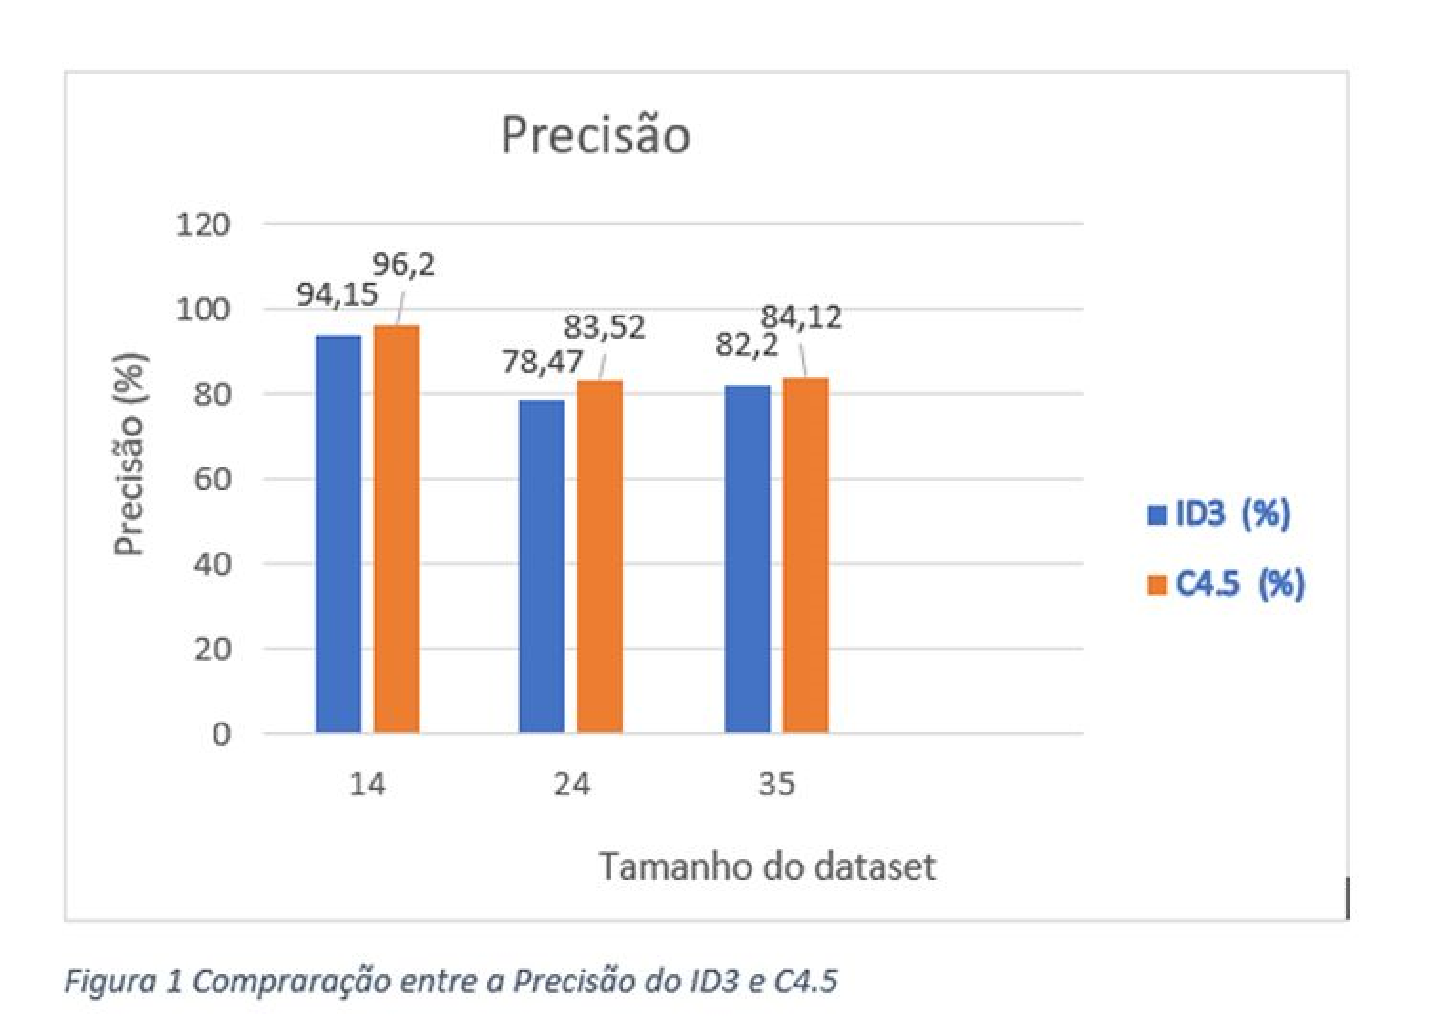 Precisão
120
96,2
94,15
100
84,12
83,52
82,2
78,47
80
60
40
20
0
Precisão (%)
14 24 35
Tamanho do dataset
ID3 (%)
C4.5 (%)
Figura 1 Compraração entre a Precisão do ID3 e C4.5